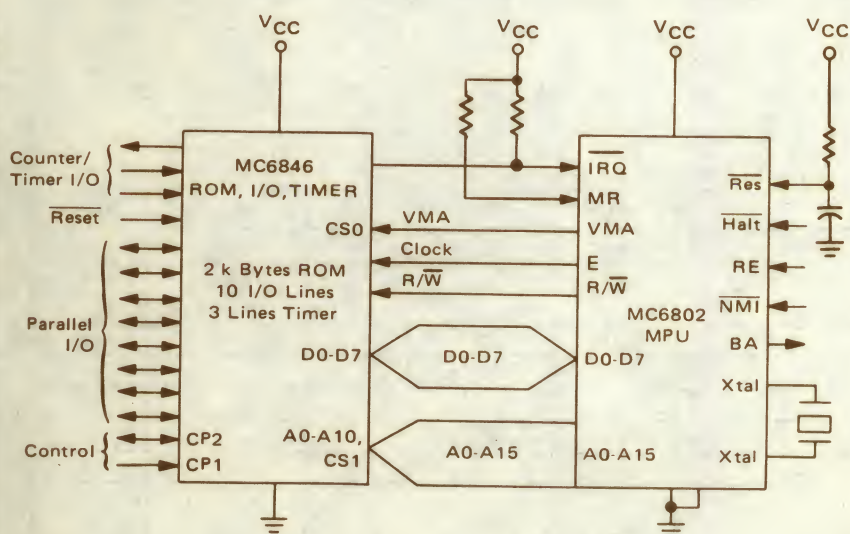 VCC
VCC
VCC
VCC
Counter/
Timer I/O
Reset
Parallel
I/O
Control
MC6846
ROM, I/O, TIMER
CS0
2 k Bytes ROM
10 I/O Lines
3 Lines Timer
D0-D7
A0-A10,
CS1
CP2
CP1
VMA
Clock
R/W
D0-D7
A0-A15
IRQ
MR
VMA
E
R/W
MC6802
MPU
D0-D7
A0-A15
Res
Halt
RE
NMI
BA
Xtal
Xtal